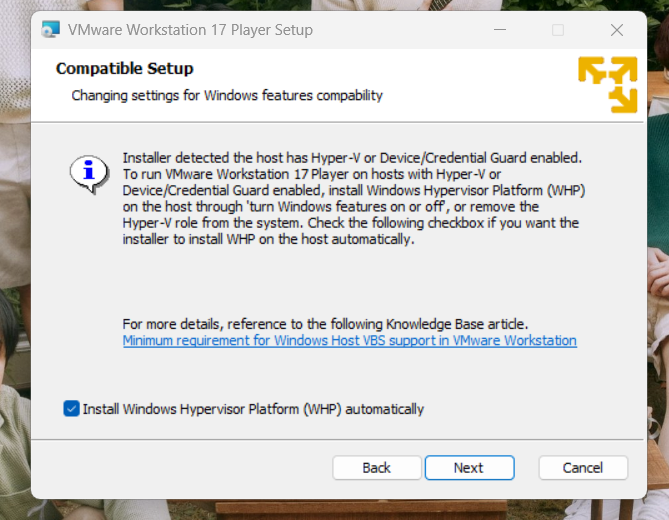 VMware Workstation 17 Player Setup
Compatible Setup
Changing settings for Windows features compability
Installer detected the host has Hyper-V or Device/Credential Guard enabled.
To run VMware Workstation 17 Player on hosts with Hyper-V or
Device/Credential Guard enabled, install Windows Hypervisor Platform (WHP)
on the host through 'turn Windows features on or off', or remove the
Hyper-V role from the system. Check the following checkbox if you want the
installer to install WHP on the host automatically.
For more details, reference to the following Knowledge Base article.
Minimum requirement for Windows Host VBS support in VMware Workstation
Install Windows Hypervisor Platform (WHP) automatically
Back
Next
Cancel